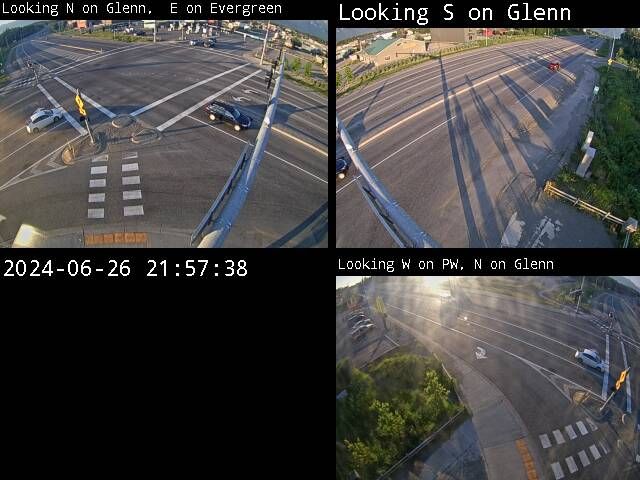 Looking N on Glenn,  E on Evergreen
Looking S on Glenn
2024-06-26 21:57:38
Looking W on PW, N on Glenn